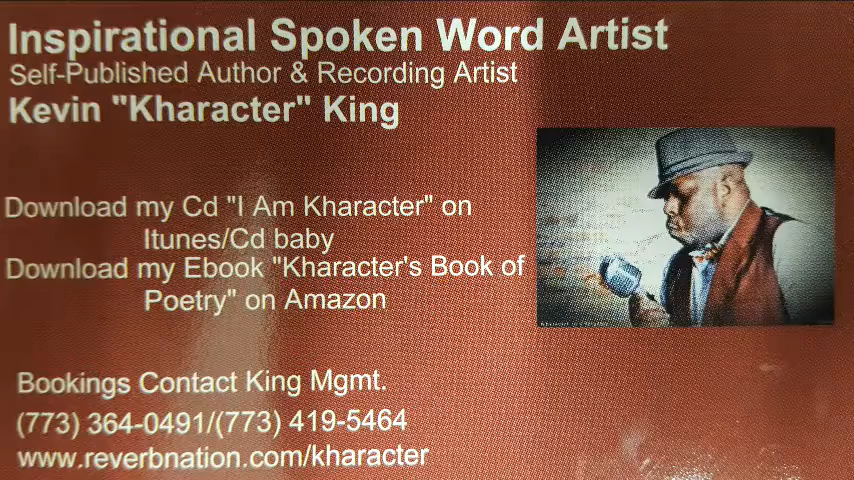 Inspirational Spoken Word Artist
Self-Published Author & Recording Artist
Kevin "Kharacter" King
Download my Cd "I Am Kharacter" on
Itunes/Cd baby
Download my Ebook "Kharacter's Book of
Poetry" on Amazon
Bookings Contact King Mgmt.
(773) 364-0491/(773) 419-5464
www.reverbnation.com/kharacter